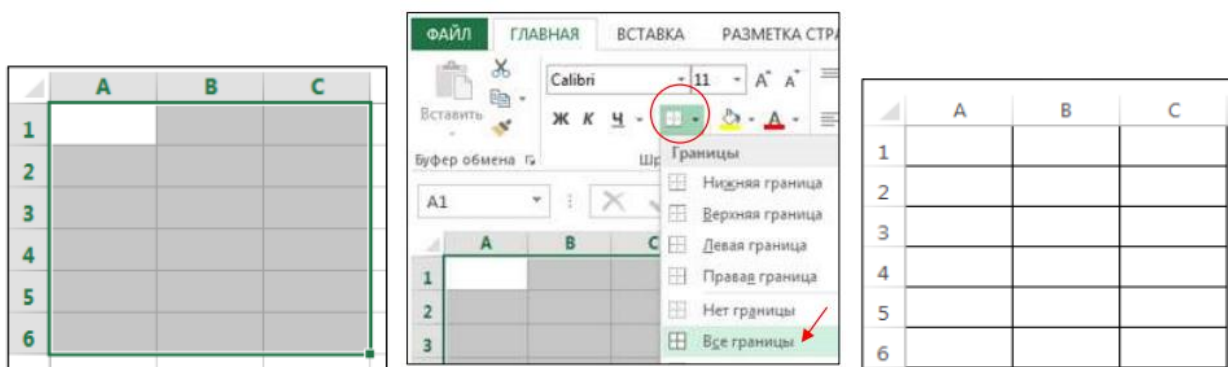 A B C
1
2
3
4
5
6
ФАЙЛ ГЛАВНАЯ ВСТАВКА РАЗМЕТКА СТРА
Calibri 11 A A
Вставить
Ж К Ч А
Буфер обмена Шр
Границы
A1
Нижняя граница
Верхняя граница
Левая граница
Правая граница
Нет границы
Все границы
A B C
1
2
3
A B C
1
2
3
4
5
6